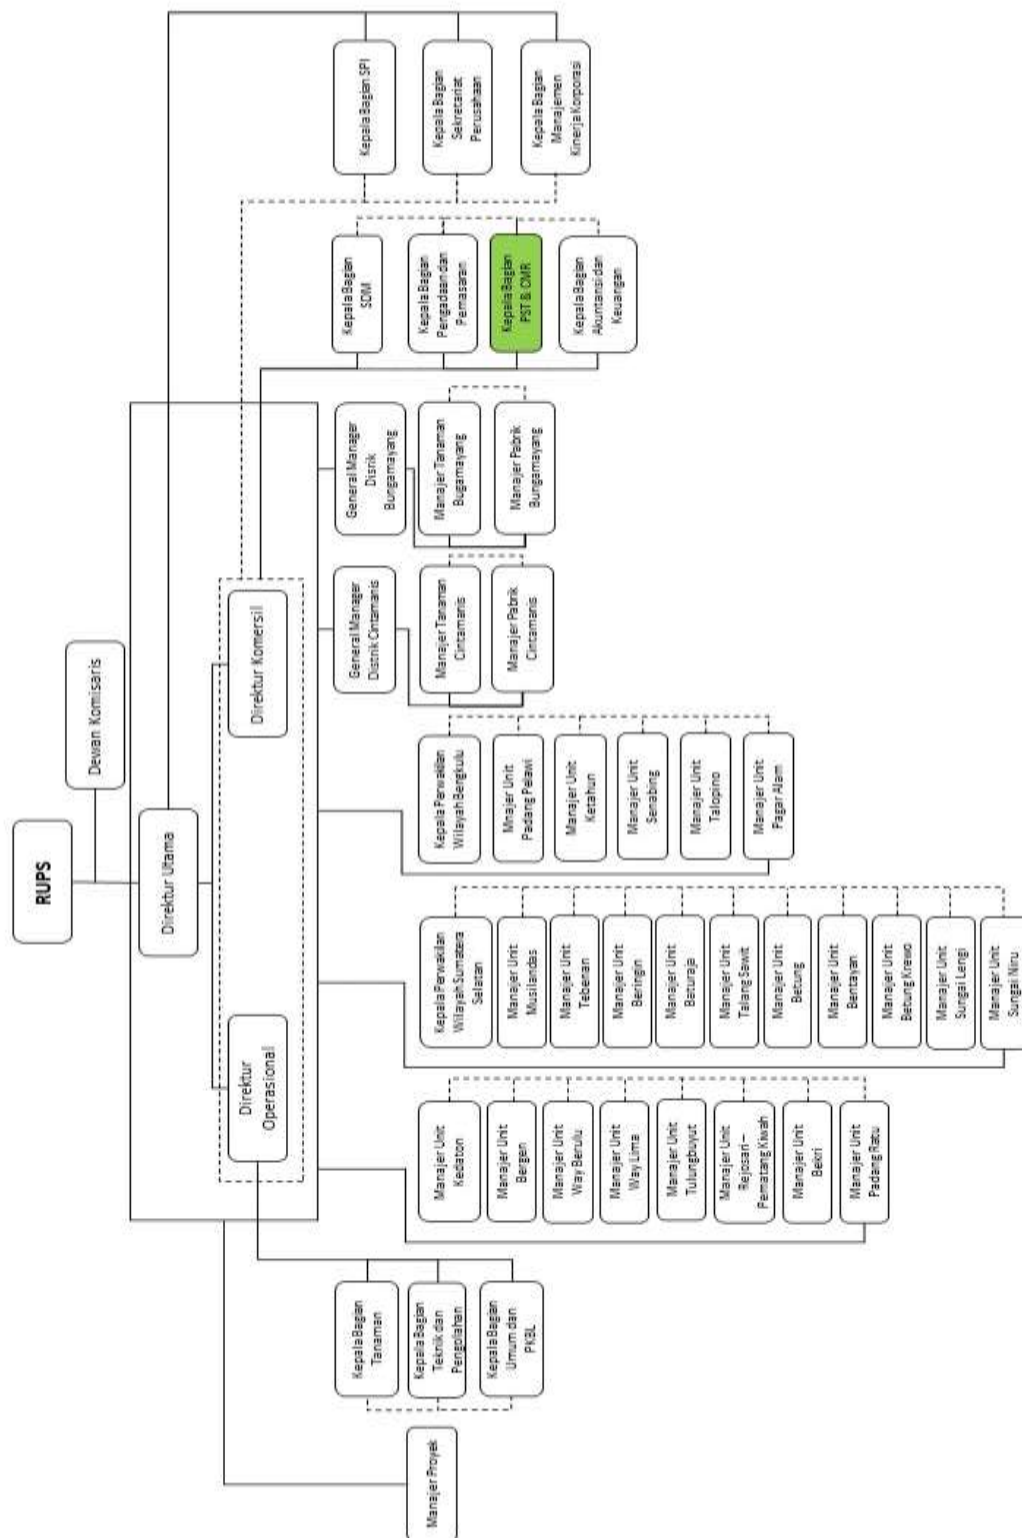 RUPS
Dewan Komisaris
Direktur Utama
Direktur
Operasional
Direktur Komersil
Manajer Proyek
Kepala Bagian
Tanaman
Kepala Bagian
Teknik dan
Pengolahan
Kepala Bagian
Umum dan
PKBL
Manajer Unit
Kedaton
Manajer Unit
Bergen
Manajer Unit
Way Berulu
Manajer Unit
Way Lima
Manajer Unit
Tulungbuyut
Manajer Unit
Rejosari –
Pematang Kiwah
Manajer Unit
Bekri
Manajer Unit
Padang Ratu
Kepala Perwakilan
Wilayah Sumatera
Selatan
Manajer Unit
Musilandas
Manajer Unit
Tebenan
Manajer Unit
Beringin
Manajer Unit
Baturaja
Manajer Unit
Talang Sawit
Manajer Unit
Betung
Manajer Unit
Bentayan
Manajer Unit
Betung Krewo
Manajer Unit
Sungai Lengi
Manajer Unit
Sungai Niru
Kepala Perwakilan
Wilayah Bengkulu
Mnajer Unit
Padang Pelawi
Manajer Unit
Ketahun
Manajer Unit
Senabing
Manajer Unit
Talopino
Manajer Unit
Pagar Alam
General Manager
Distrik Cintamanis
Manajer Tanaman
Cintamanis
Manajer Pabrik
Cintamanis
General Manager
Disrik
Bungamayang
Manajer Tanaman
Bugamayang
Manajer Pabrik
Bungamayang
Kepala Bagian
SDM
Kepala Bagian
Pengadaan dan
Pemasaran
Kepala Bagian
PST & CMR
Kepala Bagian
Akuntansi dan
Keuangan
Kepala Bagian SPI
Kepala Bagian
Sekretariat
Perusahaan
Kepala Bagian
Manajemen
Kinerja Korporasi